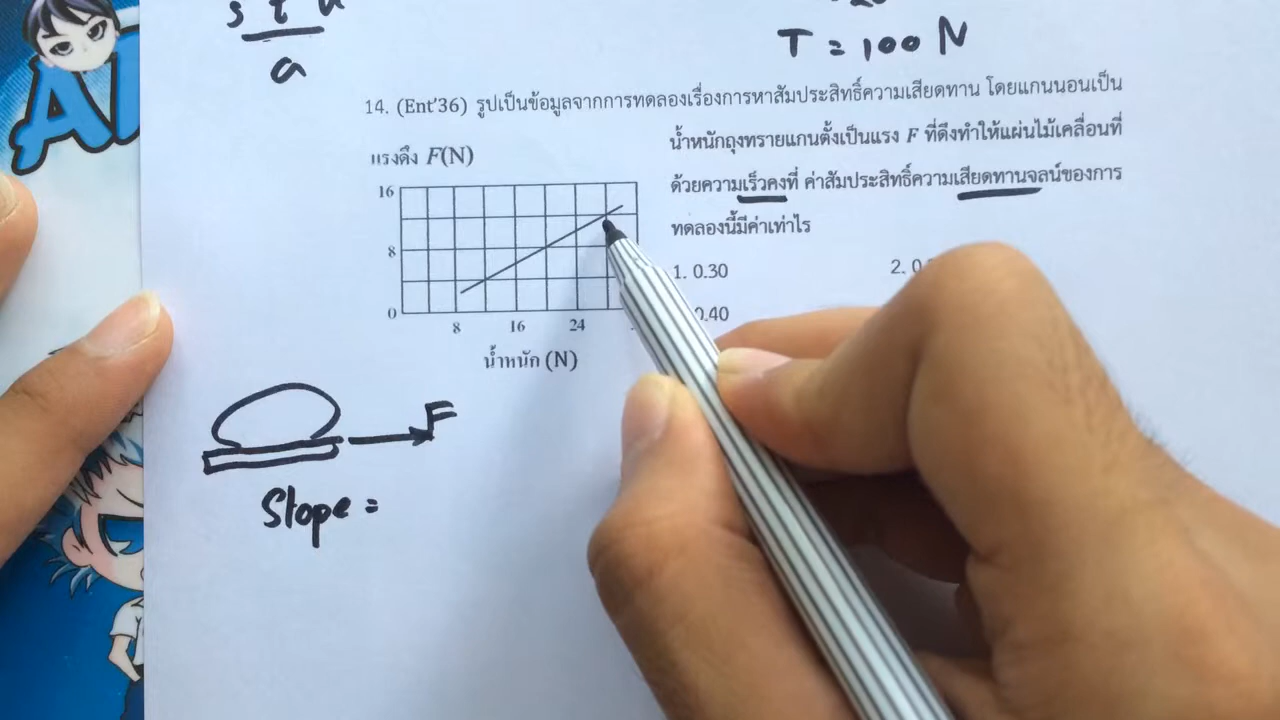 a
T = 100 N
14. (Ent'36) รูปเป็นข้อมูลจากการทดลองเรื่องการหาสัมประสิทธิ์ความเสียดทาน โดยแกนนอนเป็น
น้ำหนักถุงทรายแกนตั้งเป็นแรง F ที่ดึงทำให้แผ่นไม้เคลื่อนที่
ด้วยความเร็วคงที่ ค่าสัมประสิทธิ์ความเสียดทานจลน์ของการ
ทดลองนี้มีค่าเท่าไร
แรงดึง F(N)
16
8
0
8 16 24
น้ำหนัก (N)
1. 0.30
2. 0
0.40
F
Slope =